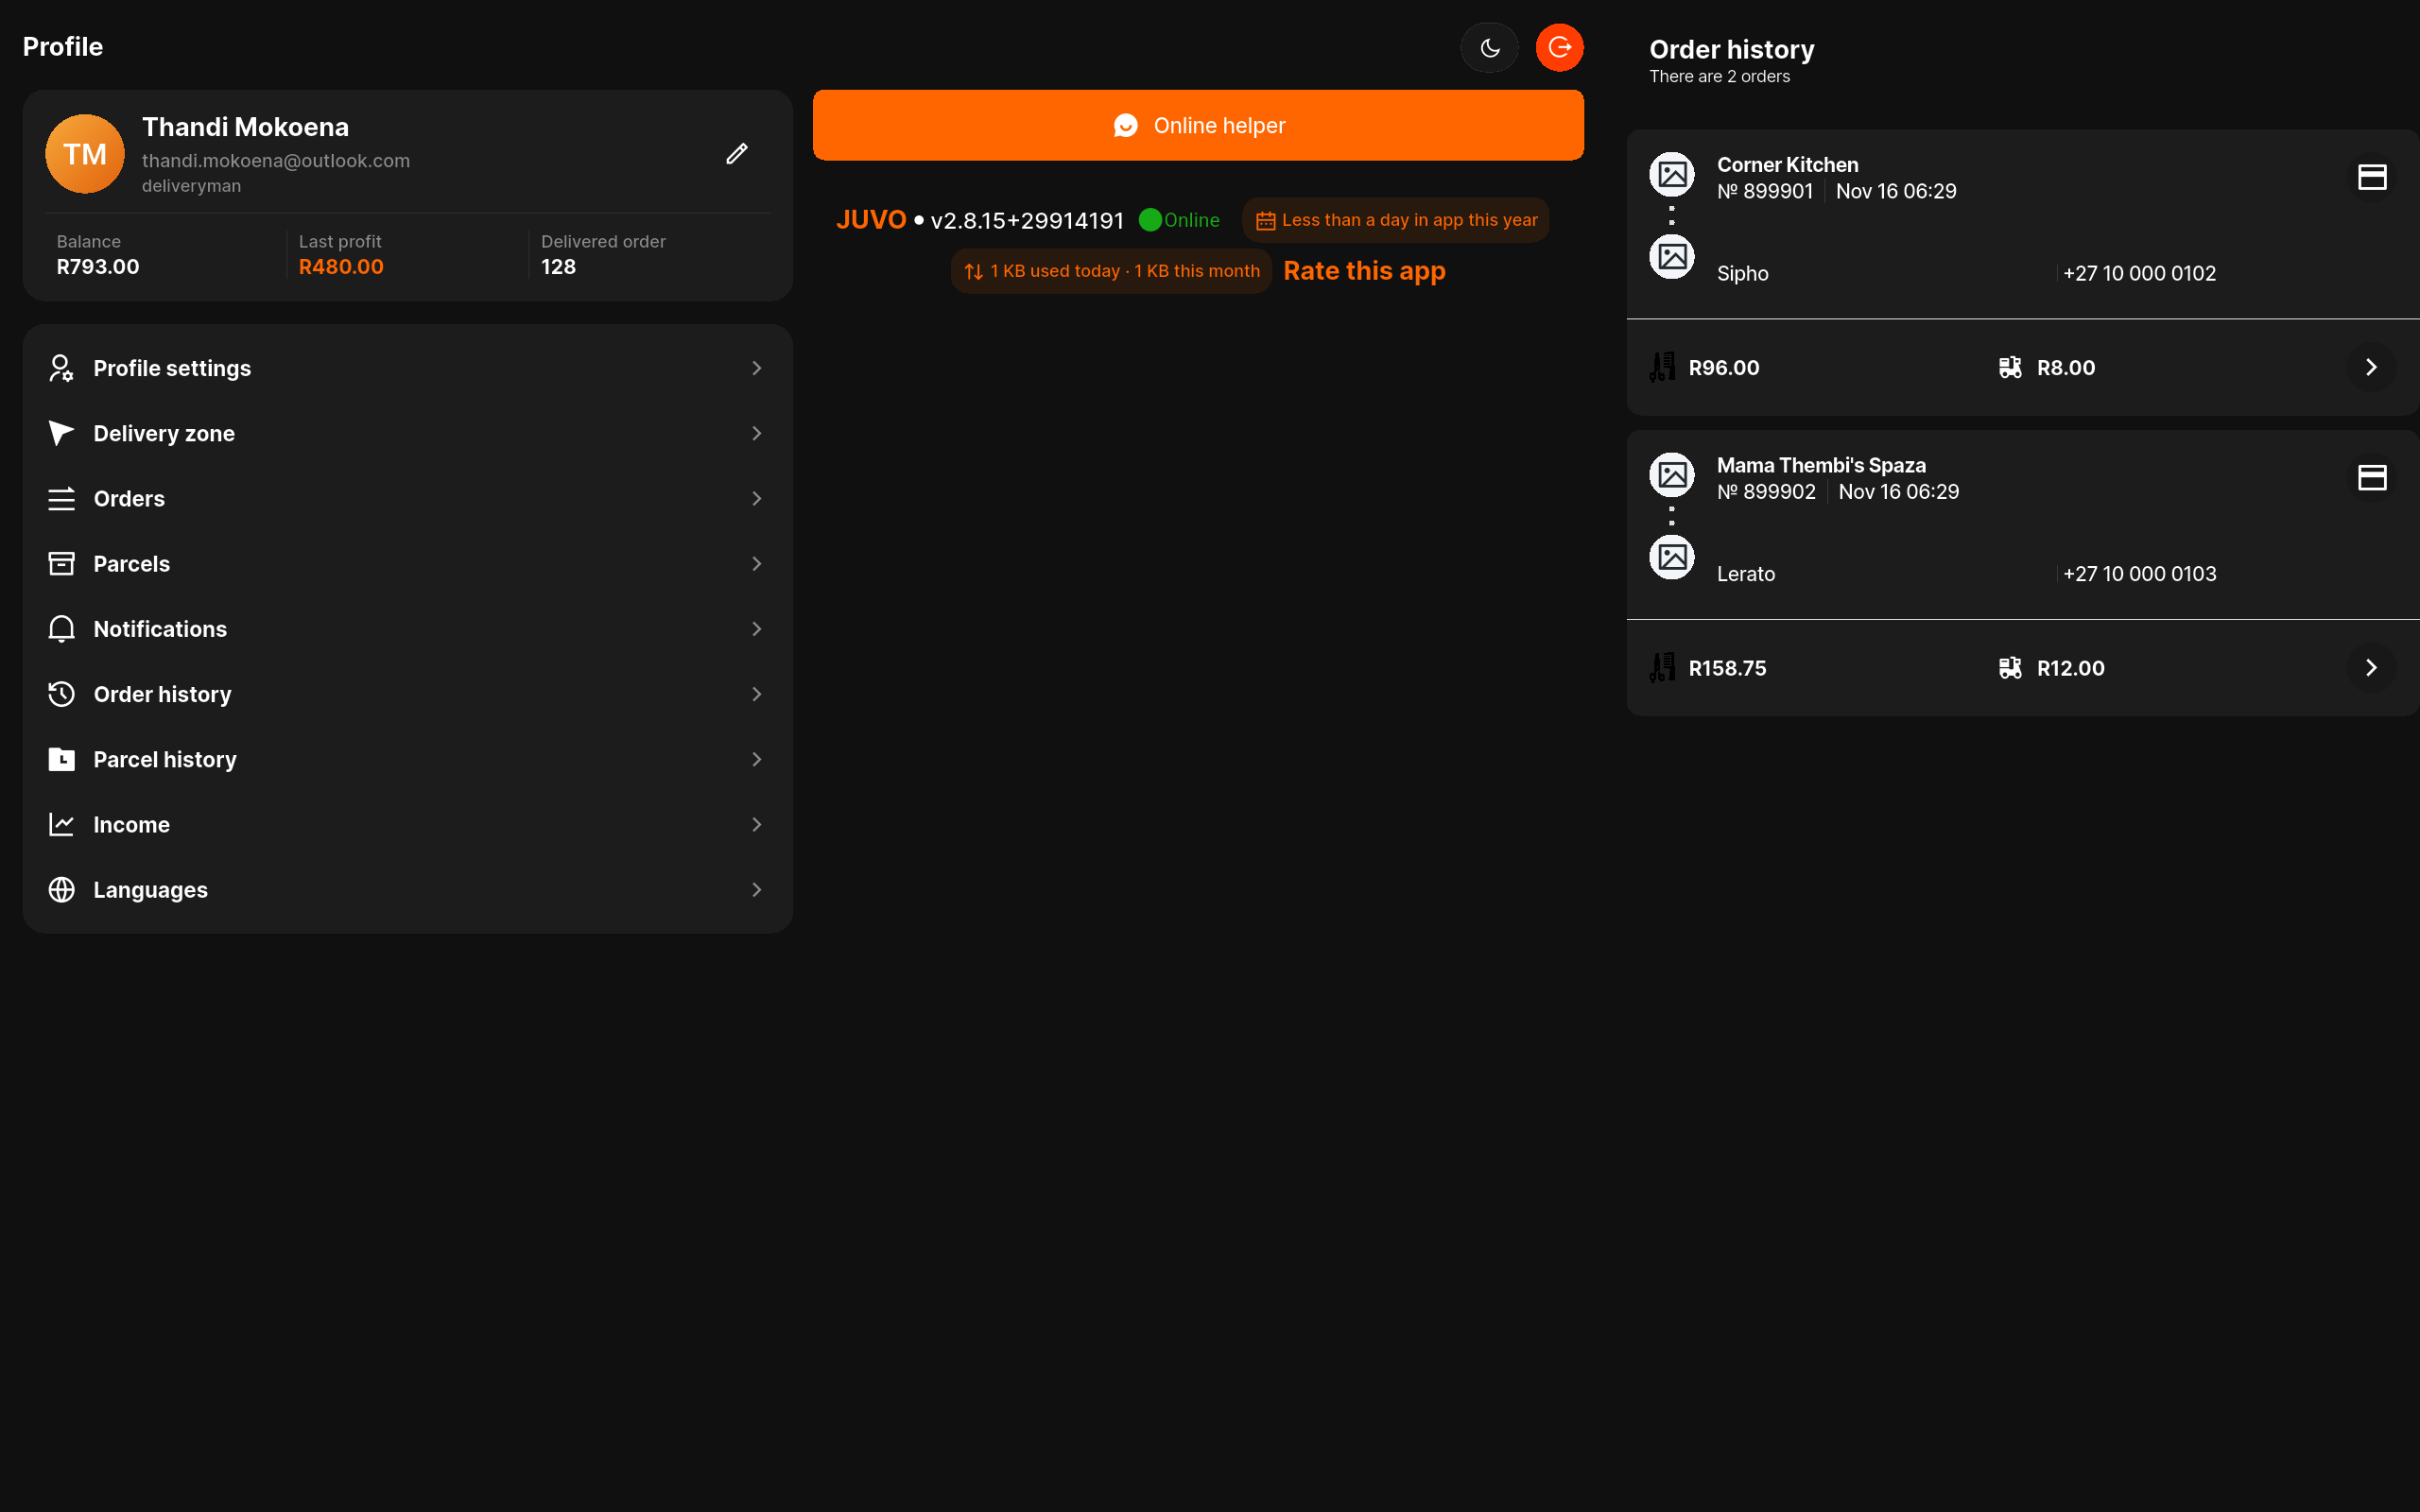 Profile
TM
Thandi Mokoena
thandi.mokoena@outlook.com
deliveryman
Balance
R793.00
Last profit
R480.00
Delivered order
128
Profile settings
Delivery zone
Orders
Parcels
Notifications
Order history
Parcel history
Income
Languages
Online helper
JUVO • v2.8.15+29914191 Online Less than a day in app this year
1 KB used today · 1 KB this month Rate this app
Order history
There are 2 orders
Corner Kitchen
№ 899901 Nov 16 06:29
Sipho +27 10 000 0102
R96.00 R8.00
Mama Thembi's Spaza
№ 899902 Nov 16 06:29
Lerato +27 10 000 0103
R158.75 R12.00